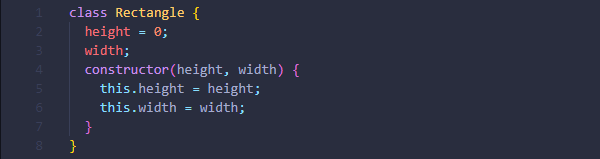 1 class Rectangle {
2   height = 0;
3   width;
4   constructor(height, width) {
5     this.height = height;
6     this.width = width;
7   }
8 }